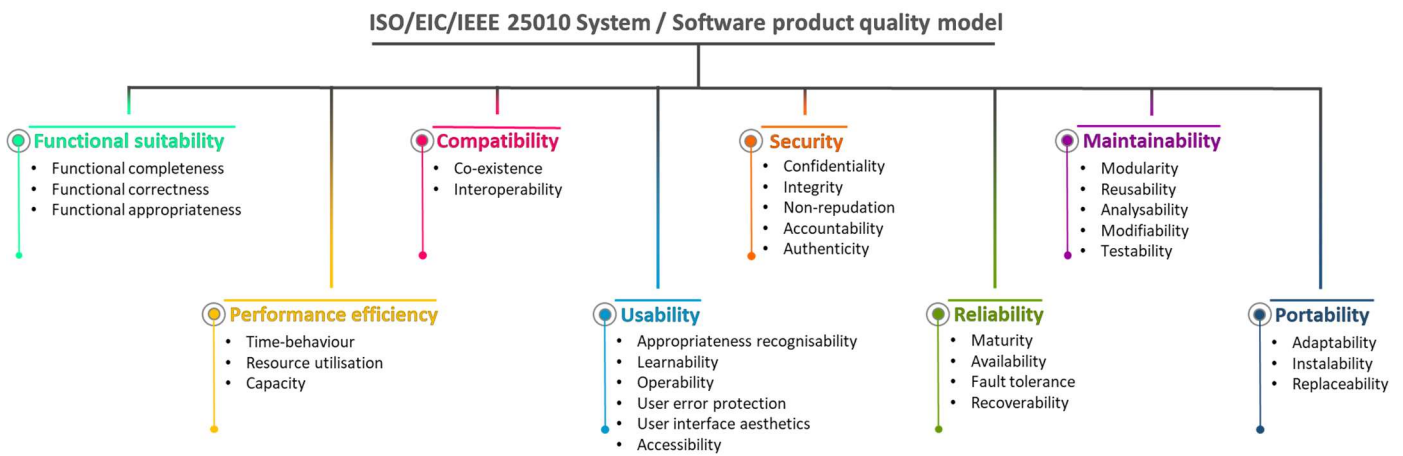 ISO/EIC/IEEE 25010 System / Software product quality model
Functional suitability
• Functional completeness
• Functional correctness
• Functional appropriateness
Performance efficiency
• Time-behaviour
• Resource utilisation
• Capacity
Compatibility
• Co-existence
• Interoperability
Usability
• Appropriateness recognisability
• Learnability
• Operability
• User error protection
• User interface aesthetics
• Accessibility
Security
• Confidentiality
• Integrity
• Non-repudation
• Accountability
• Authenticity
Reliability
• Maturity
• Availability
• Fault tolerance
• Recoverability
Maintainability
• Modularity
• Reusability
• Analysability
• Modifiability
• Testability
Portability
• Adaptability
• Instalability
• Replaceability